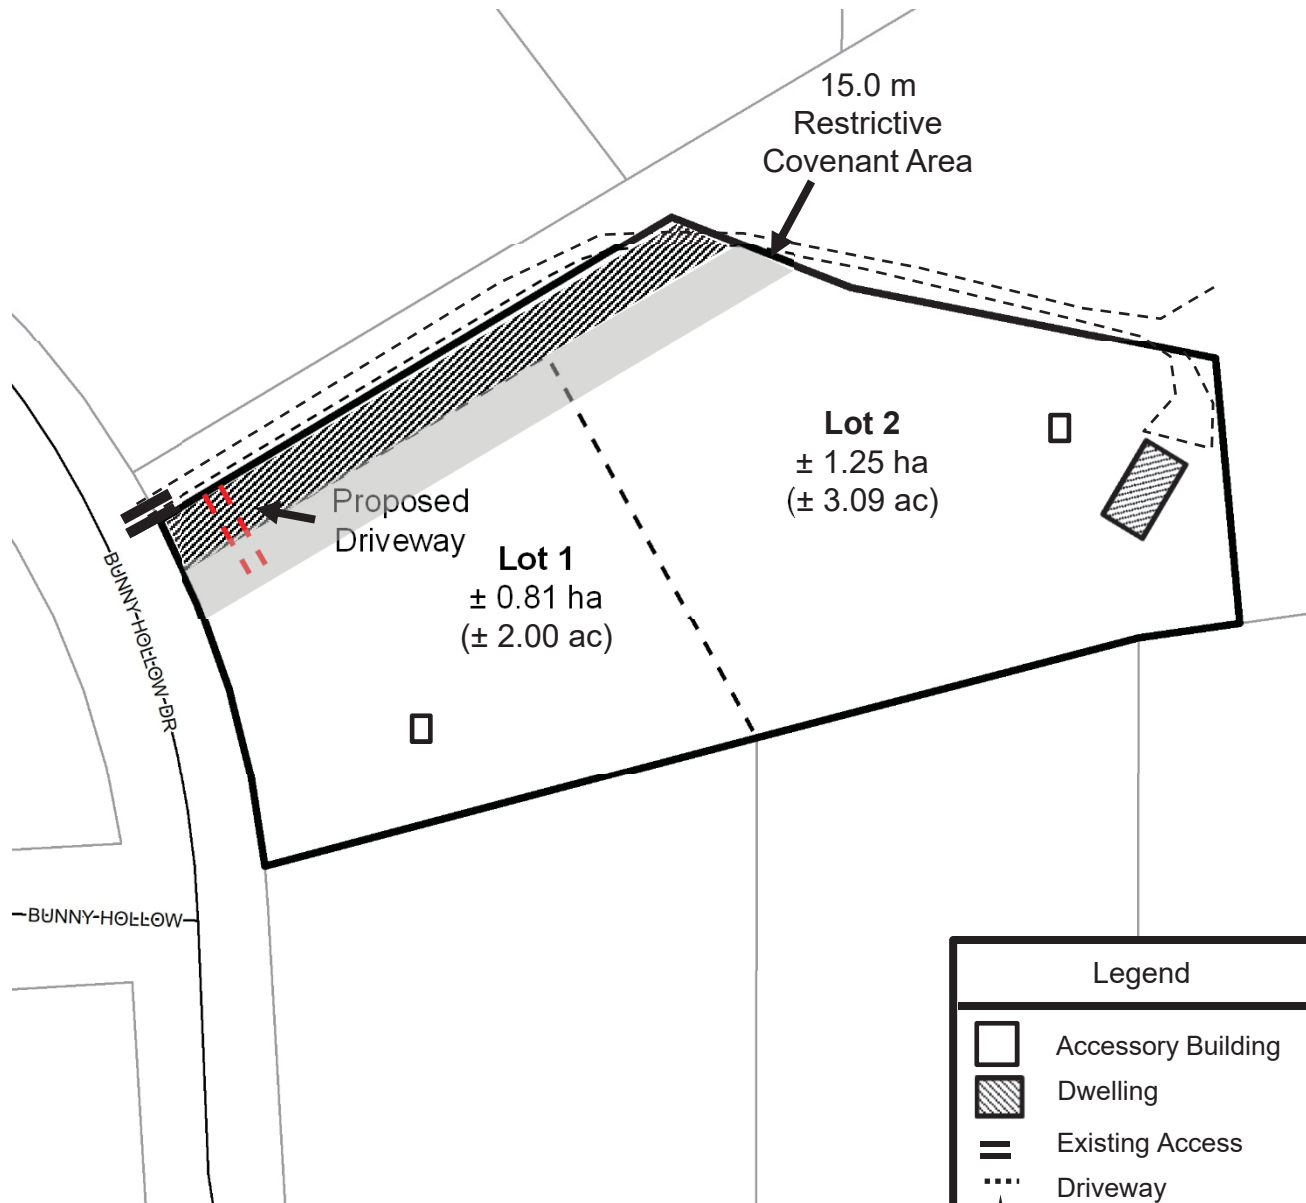 15.0 m
Restrictive
Covenant Area
Lot 2
± 1.25 ha
(± 3.09 ac)
Proposed
Driveway
Lot 1
± 0.81 ha
(± 2.00 ac)
BUNNY HOLLOW DR
BUNNY HOLLOW
Legend
Accessory Building
Dwelling
Existing Access
Driveway